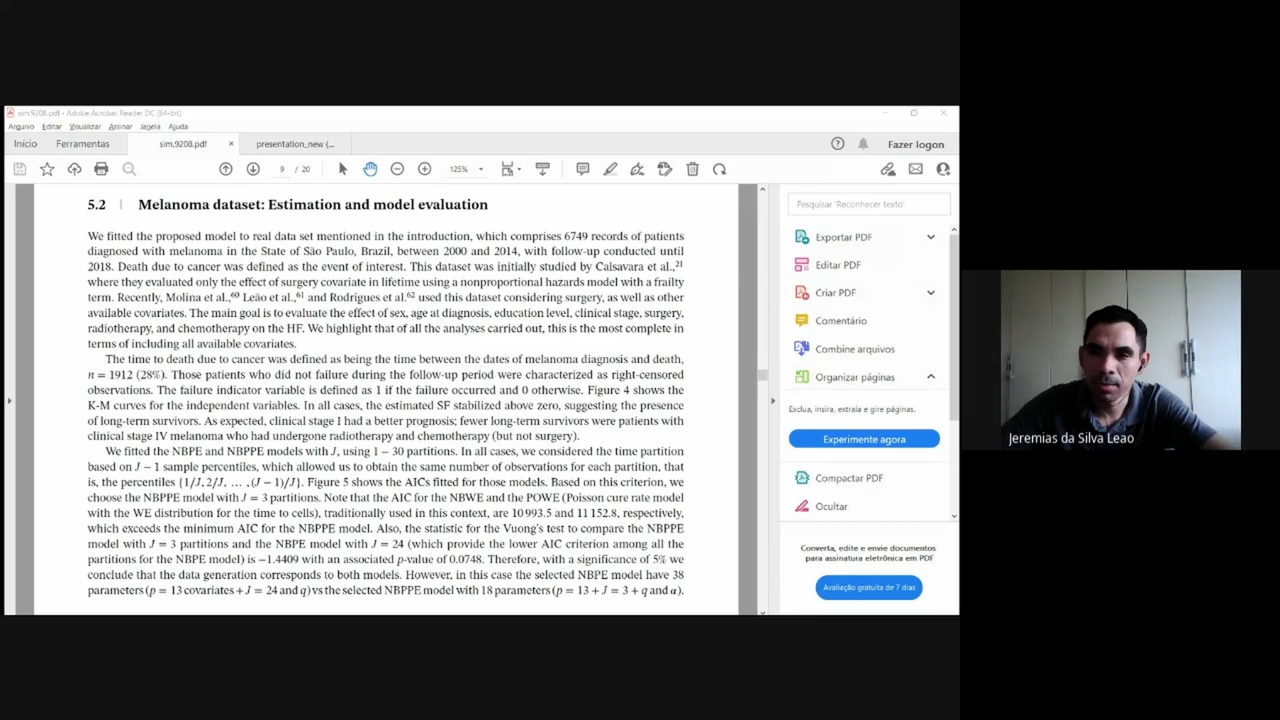 sim.9208.pdf - Adobe Acrobat Reader DC (64-bit)
Arquivo Editar Visualizar Assinar Janela Ajuda
Início Ferramentas sim.9208.pdf × presentation_new (... Fazer logon
9 / 20 125%
5.2 | Melanoma dataset: Estimation and model evaluation
We fitted the proposed model to real data set mentioned in the introduction, which comprises 6749 records of patients
diagnosed with melanoma in the State of São Paulo, Brazil, between 2000 and 2014, with follow-up conducted until
2018. Death due to cancer was defined as the event of interest. This dataset was initially studied by Calsavara et al.,²¹
where they evaluated only the effect of surgery covariate in lifetime using a nonproportional hazards model with a frailty
term. Recently, Molina et al.,⁶⁰ Leão et al.,⁶¹ and Rodrigues et al.⁶² used this dataset considering surgery, as well as other
available covariates. The main goal is to evaluate the effect of sex, age at diagnosis, education level, clinical stage, surgery,
radiotherapy, and chemotherapy on the HF. We highlight that of all the analyses carried out, this is the most complete in
terms of including all available covariates.
The time to death due to cancer was defined as being the time between the dates of melanoma diagnosis and death,
n = 1912 (28%). Those patients who did not failure during the follow-up period were characterized as right-censored
observations. The failure indicator variable is defined as 1 if the failure occurred and 0 otherwise. Figure 4 shows the
K-M curves for the independent variables. In all cases, the estimated SF stabilized above zero, suggesting the presence
of long-term survivors. As expected, clinical stage I had a better prognosis; fewer long-term survivors were patients with
clinical stage IV melanoma who had undergone radiotherapy and chemotherapy (but not surgery).
We fitted the NBPE and NBPPE models with J, using 1 − 30 partitions. In all cases, we considered the time partition
based on J − 1 sample percentiles, which allowed us to obtain the same number of observations for each partition, that
is, the percentiles {1/J, 2/J, … ,(J − 1)/J}. Figure 5 shows the AICs fitted for those models. Based on this criterion, we
choose the NBPPE model with J = 3 partitions. Note that the AIC for the NBWE and the POWE (Poisson cure rate model
with the WE distribution for the time to cells), traditionally used in this context, are 10 993.5 and 11 152.8, respectively,
which exceeds the minimum AIC for the NBPPE model. Also, the statistic for the Vuong's test to compare the NBPPE
model with J = 3 partitions and the NBPE model with J = 24 (which provide the lower AIC criterion among all the
partitions for the NBPE model) is −1.4409 with an associated p-value of 0.0748. Therefore, with a significance of 5% we
conclude that the data generation corresponds to both models. However, in this case the selected NBPE model have 38
parameters (p = 13 covariates + J = 24 and q) vs the selected NBPPE model with 18 parameters (p = 13 + J = 3 + q and α).
Pesquisar 'Reconhecer texto'
Exportar PDF
Editar PDF
Criar PDF
Comentário
Combine arquivos
Organizar páginas
Exclua, insira, extraia e gire páginas.
Experimente agora
Compactar PDF
Ocultar
Converta, edite e envie documentos
para assinatura eletrônica em PDF
Avaliação gratuita de 7 dias
Jeremias da Silva Leao